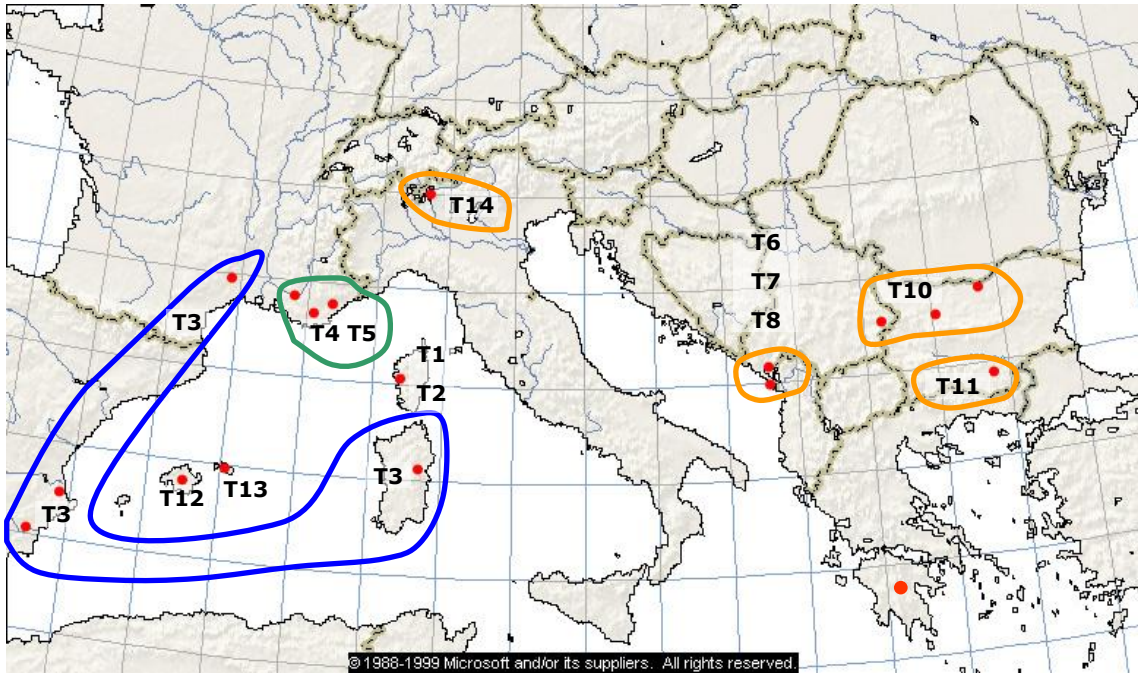 T14
T6
T7
T8
T10
T3
T4 T5
T1
T2
T11
T3
T12
T13
T3
© 1988-1999 Microsoft and/or its suppliers. All rights reserved.